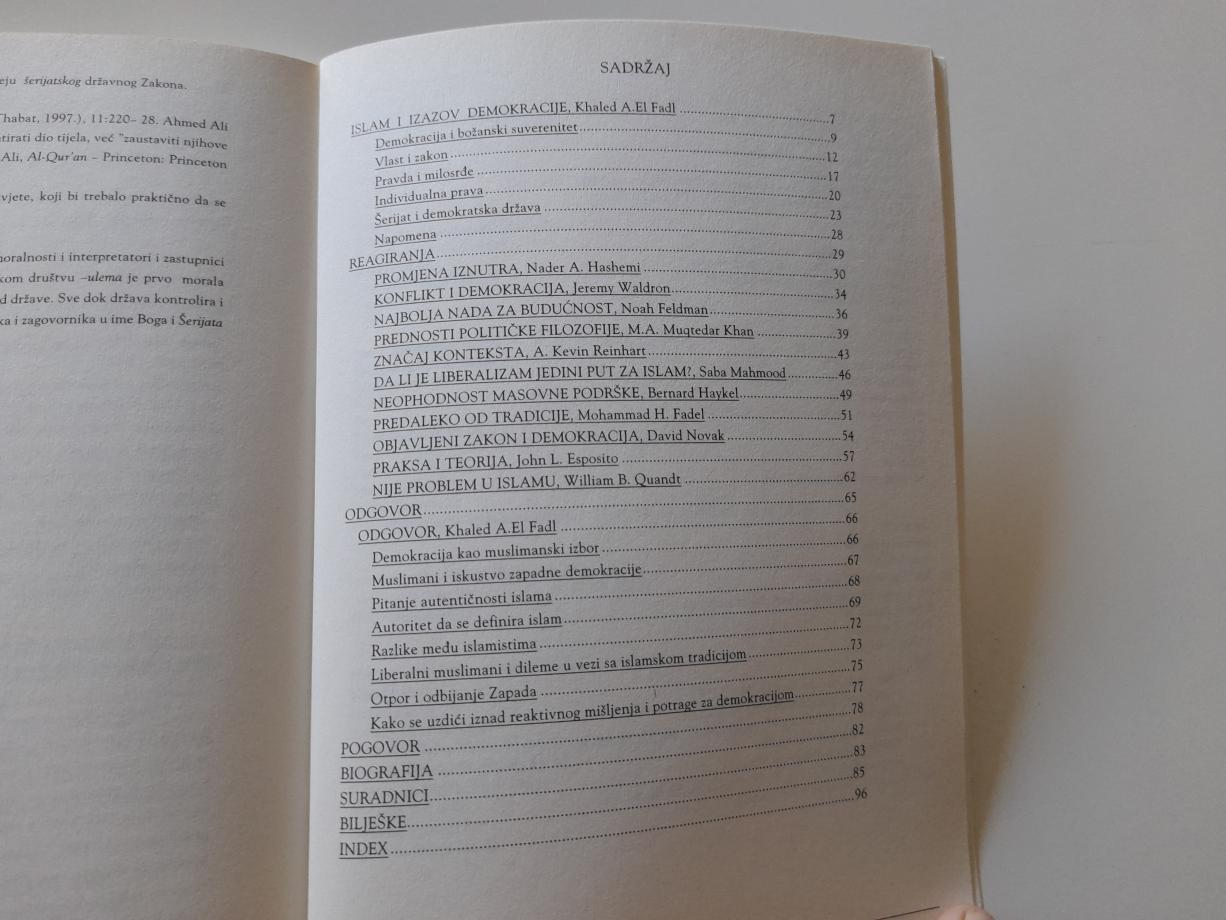 eju šerijatskog državnog Zakona.
Thabat, 1997.), 11:220– 28. Ahmed Ali
tirati dio tijela, već "zaustaviti njihove
Ali, Al-Qur'an – Princeton: Princeton
vjete, koji bi trebalo praktično da se
noralnosti i interpretatori i zastupnici
kom društvu –ulema je prvo morala
d države. Sve dok država kontrolira i
ka i zagovornika u ime Boga i Šerijata
SADRŽAJ
ISLAM I IZAZOV DEMOKRACIJE, Khaled A.El Fadl ........ 7
Demokracija i božanski suverenitet ........ 9
Vlast i zakon ........ 12
Pravda i milosrđe ........ 17
Individualna prava ........ 20
Šerijat i demokratska država ........ 23
Napomena ........ 28
REAGIRANJA ........ 29
PROMJENA IZNUTRA, Nader A. Hashemi ........ 30
KONFLIKT I DEMOKRACIJA, Jeremy Waldron ........ 34
NAJBOLJA NADA ZA BUDUĆNOST, Noah Feldman ........ 36
PREDNOSTI POLITIČKE FILOZOFIJE, M.A. Muqtedar Khan ........ 39
ZNAČAJ KONTEKSTA, A. Kevin Reinhart ........ 43
DA LI JE LIBERALIZAM JEDINI PUT ZA ISLAM?, Saba Mahmood ........ 46
NEOPHODNOST MASOVNE PODRŠKE, Bernard Haykel ........ 49
PREDALEKO OD TRADICIJE, Mohammad H. Fadel ........ 51
OBJAVLJENI ZAKON I DEMOKRACIJA, David Novak ........ 54
PRAKSA I TEORIJA, John L. Esposito ........ 57
NIJE PROBLEM U ISLAMU, William B. Quandt ........ 62
ODGOVOR ........ 65
ODGOVOR, Khaled A.El Fadl ........ 66
Demokracija kao muslimanski izbor ........ 66
Muslimani i iskustvo zapadne demokracije ........ 67
Pitanje autentičnosti islama ........ 68
Autoritet da se definira islam ........ 69
Razlike među islamistima ........ 72
Liberalni muslimani i dileme u vezi sa islamskom tradicijom ........ 73
Otpor i odbijanje Zapada ........ 75
Kako se uzdići iznad reaktivnog mišljenja i potrage za demokracijom ........ 77
POGOVOR ........ 78
BIOGRAFIJA ........ 82
SURADNICI ........ 83
BILJEŠKE ........ 85
INDEX ........ 96